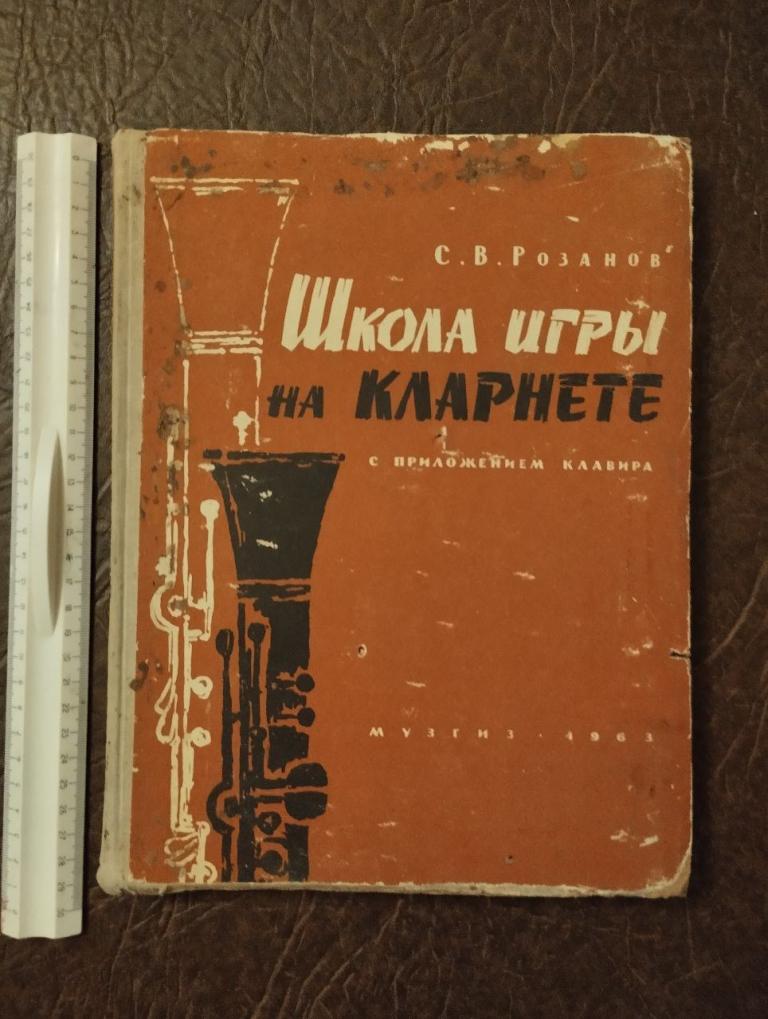 С. В. Розанов
Школа игры
на кларнете
с приложением клавира
Музгиз · 1963